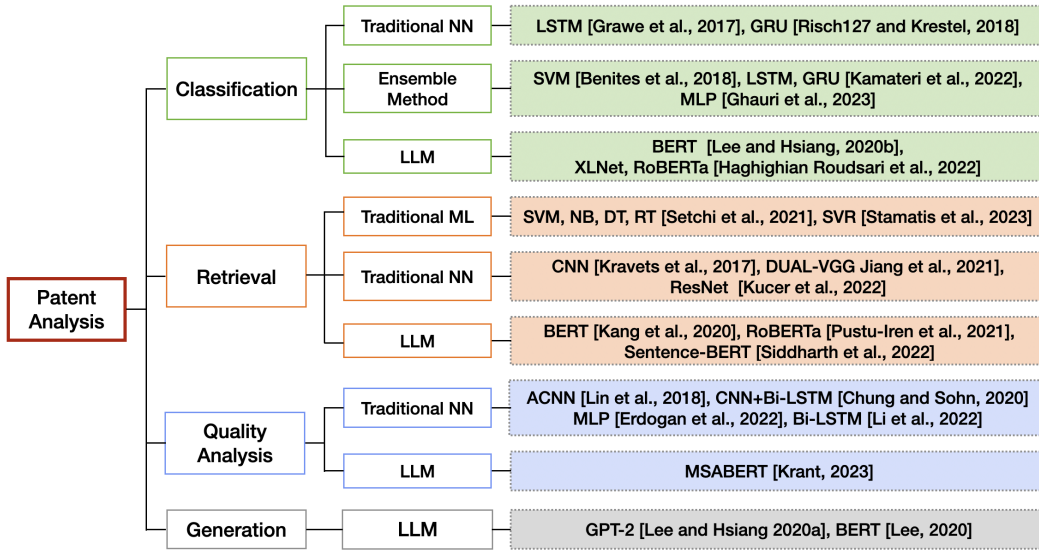 Patent
Analysis
Classification
Traditional NN
LSTM [Grawe et al., 2017], GRU [Risch127 and Krestel, 2018]
Ensemble
Method
SVM [Benites et al., 2018], LSTM, GRU [Kamateri et al., 2022],
MLP [Ghauri et al., 2023]
LLM
BERT [Lee and Hsiang, 2020b],
XLNet, RoBERTa [Haghighian Roudsari et al., 2022]
Retrieval
Traditional ML
SVM, NB, DT, RT [Setchi et al., 2021], SVR [Stamatis et al., 2023]
Traditional NN
CNN [Kravets et al., 2017], DUAL-VGG Jiang et al., 2021],
ResNet [Kucer et al., 2022]
LLM
BERT [Kang et al., 2020], RoBERTa [Pustu-Iren et al., 2021],
Sentence-BERT [Siddharth et al., 2022]
Quality
Analysis
Traditional NN
ACNN [Lin et al., 2018], CNN+Bi-LSTM [Chung and Sohn, 2020]
MLP [Erdogan et al., 2022], Bi-LSTM [Li et al., 2022]
LLM
MSABERT [Krant, 2023]
Generation
LLM
GPT-2 [Lee and Hsiang 2020a], BERT [Lee, 2020]